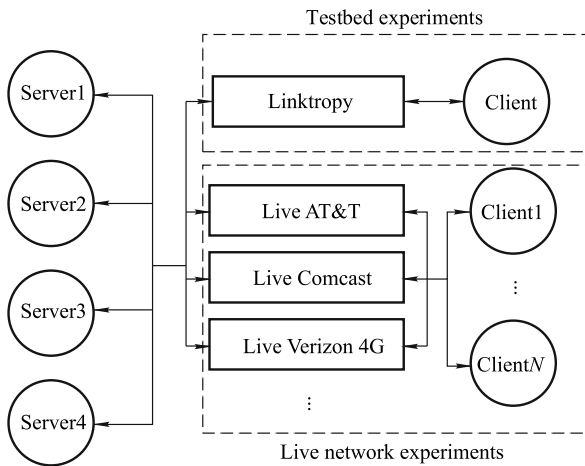 Testbed experiments
Server1
Server2
Server3
Server4
Linktropy
Client
Live AT&T
Live Comcast
Live Verizon 4G
...
Client1
...
ClientN
Live network experiments